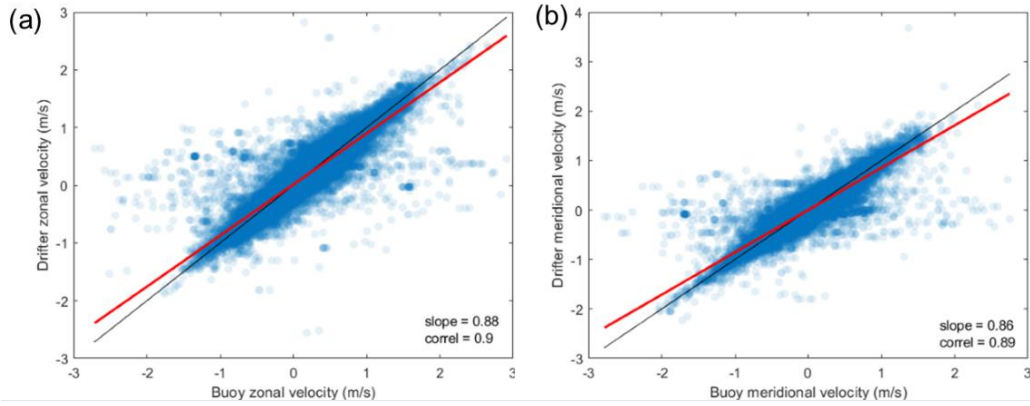 (a)
3
2
1
0
-1
-2
-3
Drifter zonal velocity (m/s)
slope = 0.88
correl = 0.9
-3 -2 -1 0 1 2 3
Buoy zonal velocity (m/s)
(b)
4
3
2
1
0
-1
-2
-3
Drifter meridional velocity (m/s)
slope = 0.86
correl = 0.89
-3 -2 -1 0 1 2 3
Buoy meridional velocity (m/s)